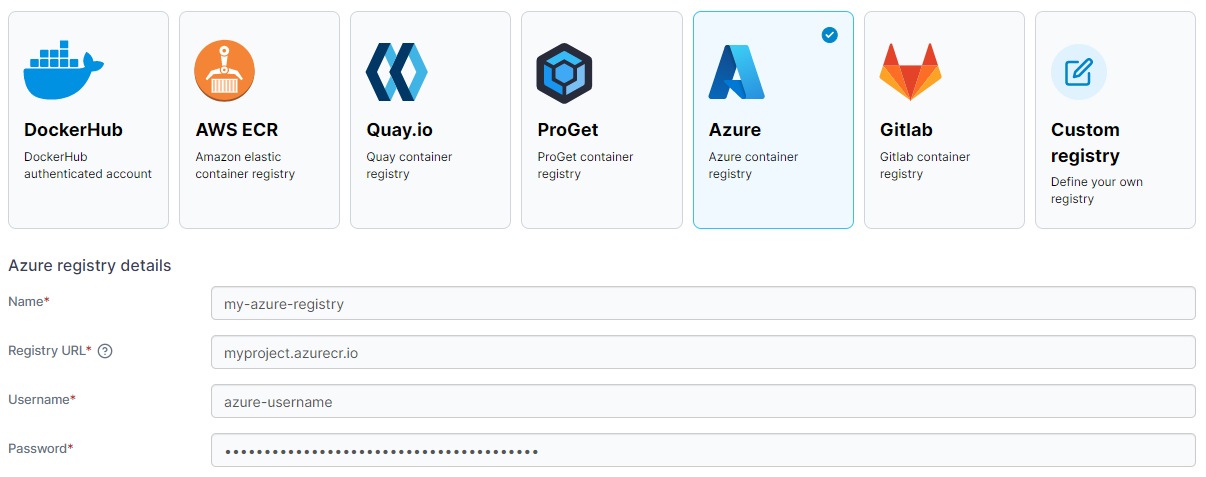 DockerHub
DockerHub
authenticated account
AWS ECR
Amazon elastic
container registry
Quay.io
Quay container
registry
ProGet
ProGet container
registry
Azure
Azure container
registry
Gitlab
Gitlab container
registry
Custom
registry
Define your own
registry
Azure registry details
Name*
my-azure-registry
Registry URL* ?
myproject.azurecr.io
Username*
azure-username
Password*
••••••••••••••••••••••••••••••••••••••••